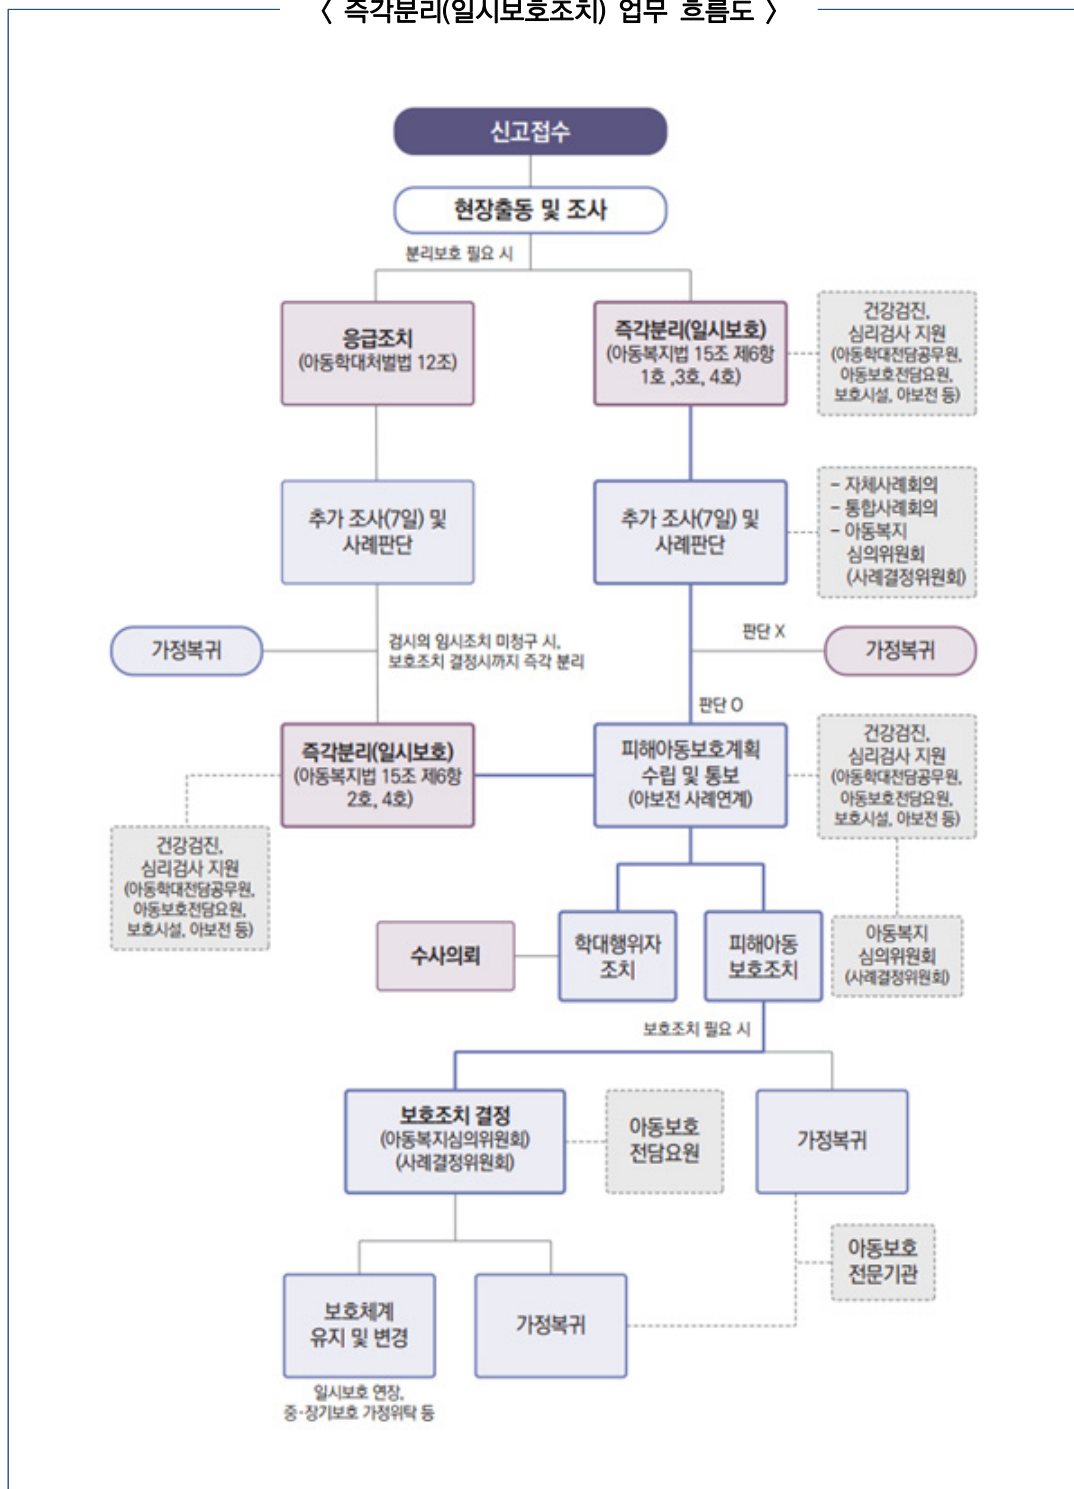 < 즉각분리(일시보호조치) 업무 흐름도 >
신고접수
현장출동 및 조사
분리보호 필요 시
응급조치
(아동학대처벌법 12조)
즉각분리(일시보호)
(아동복지법 15조 제6항
1호 ,3호, 4호)
건강검진,
심리검사 지원
(아동학대전담공무원,
아동보호전담요원,
보호시설, 아보전 등)
추가 조사(7일) 및
사례판단
추가 조사(7일) 및
사례판단
- 자체사례회의
- 통합사례회의
- 아동복지
심의위원회
(사례결정위원회)
가정복귀
검시의 임시조치 미청구 시,
보호조치 결정시까지 즉각 분리
판단 X
가정복귀
판단 O
즉각분리(일시보호)
(아동복지법 15조 제6항
2호, 4호)
피해아동보호계획
수립 및 통보
(아보전 사례연계)
건강검진,
심리검사 지원
(아동학대전담공무원,
아동보호전담요원,
보호시설, 아보전 등)
건강검진,
심리검사 지원
(아동학대전담공무원,
아동보호전담요원,
보호시설, 아보전 등)
수사의뢰
학대행위자
조치
피해아동
보호조치
아동복지
심의위원회
(사례결정위원회)
보호조치 필요 시
보호조치 결정
(아동복지심의위원회)
(사례결정위원회)
아동보호
전담요원
가정복귀
아동보호
전문기관
보호체계
유지 및 변경
가정복귀
일시보호 연장,
중·장기보호 가정위탁 등